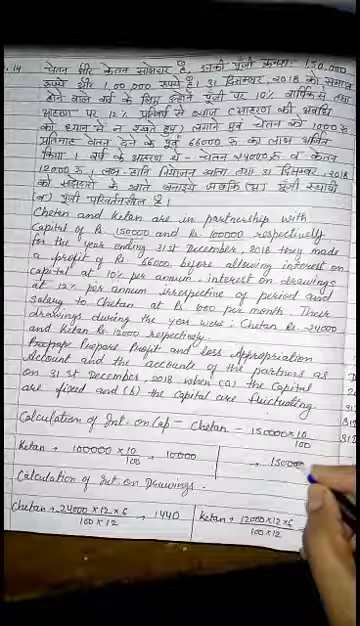 .14 चेतन और केतन साझेदार हैं, उनकी पूँजी क्रमशः 150,000
रूपये और 1,00,000 रूपये हैं। 31 दिसम्बर, 2018 को समाप्त
होने वाले वर्ष के लिए उन्होंने पूँजी पर 10% वार्षिक से तथा
आहरण पर 12% प्रतिवर्ष से ब्याज (आहरण की अवधि
को ध्यान में न रखते हुए) लगाने एवं चेतन को 1000 रू
प्रतिमाह वेतन देने के पूर्व 66000 रू का लाभ अर्जित
किया। वर्ष के आहरण थे - चेतन 24000 रू व केतन
12000 रू। लाभ-हानि नियोजन खाता तथा 31 दिसम्बर, 2018
को साझेदारों के खाते बनाइये जबकि (अ) पूँजी स्थायी
(ब) पूँजी परिवर्तनशील है।
Chetan and Ketan are in partnership with
Capital of Rs 150000 and Rs. 100000 respectively
for the year ending 31st December, 2018 they made
a profit of Rs. 66000 before allowing interest on
capital at 10% per annum, interest on drawings
at 12% per annum irrespective of period and
salary to Chetan at Rs 1000 per month. Their
drawings during the year were: Chetan Rs. 24000
and Ketan Rs. 12000 respectively.
Prepare Profit and loss Appropriation
Account and the accounts of the partners as
on 31st December, 2018 when (a) the Capital
are fixed and (b) the capital are fluctuating.
Calculation of Int. on Cap - Chetan - 150000×10/100
Ketan → 100000×10/100 → 10000 → 15000
Calculation of Int on Drawings.
Chetan → 24000×12×6/100×12 → 1440 Ketan → 12000×12×6/100×12